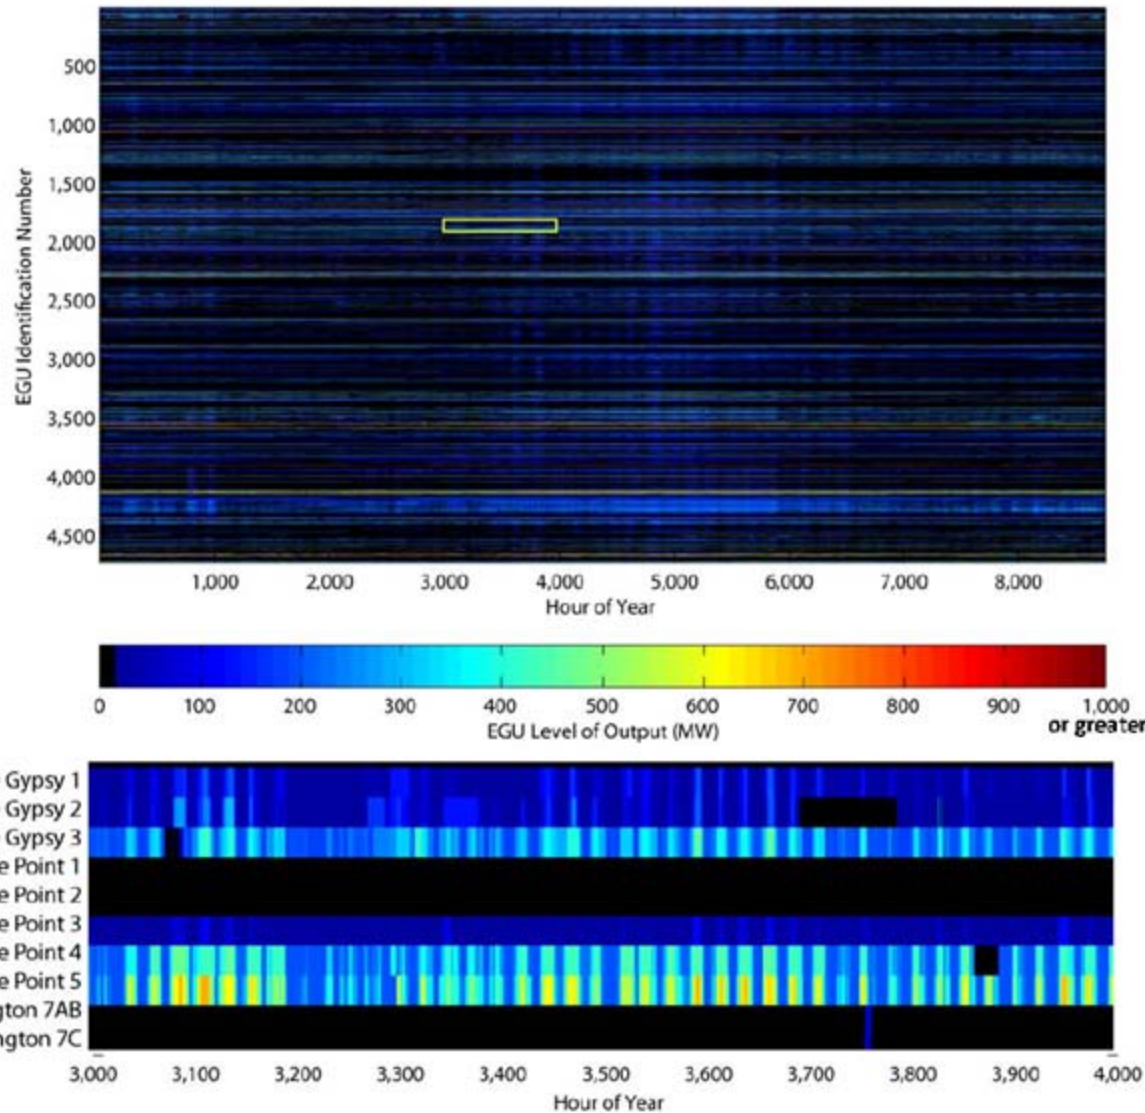 EGU Identification Number
500
1,000
1,500
2,000
2,500
3,000
3,500
4,000
4,500
1,000 2,000 3,000 4,000 5,000 6,000 7,000 8,000
Hour of Year
0 100 200 300 400 500 600 700 800 900 1,000
EGU Level of Output (MW)
or greater
Gypsy 1
Gypsy 2
Gypsy 3
e Point 1
e Point 2
e Point 3
e Point 4
e Point 5
gton 7AB
ngton 7C
3,000 3,100 3,200 3,300 3,400 3,500 3,600 3,700 3,800 3,900 4,000
Hour of Year